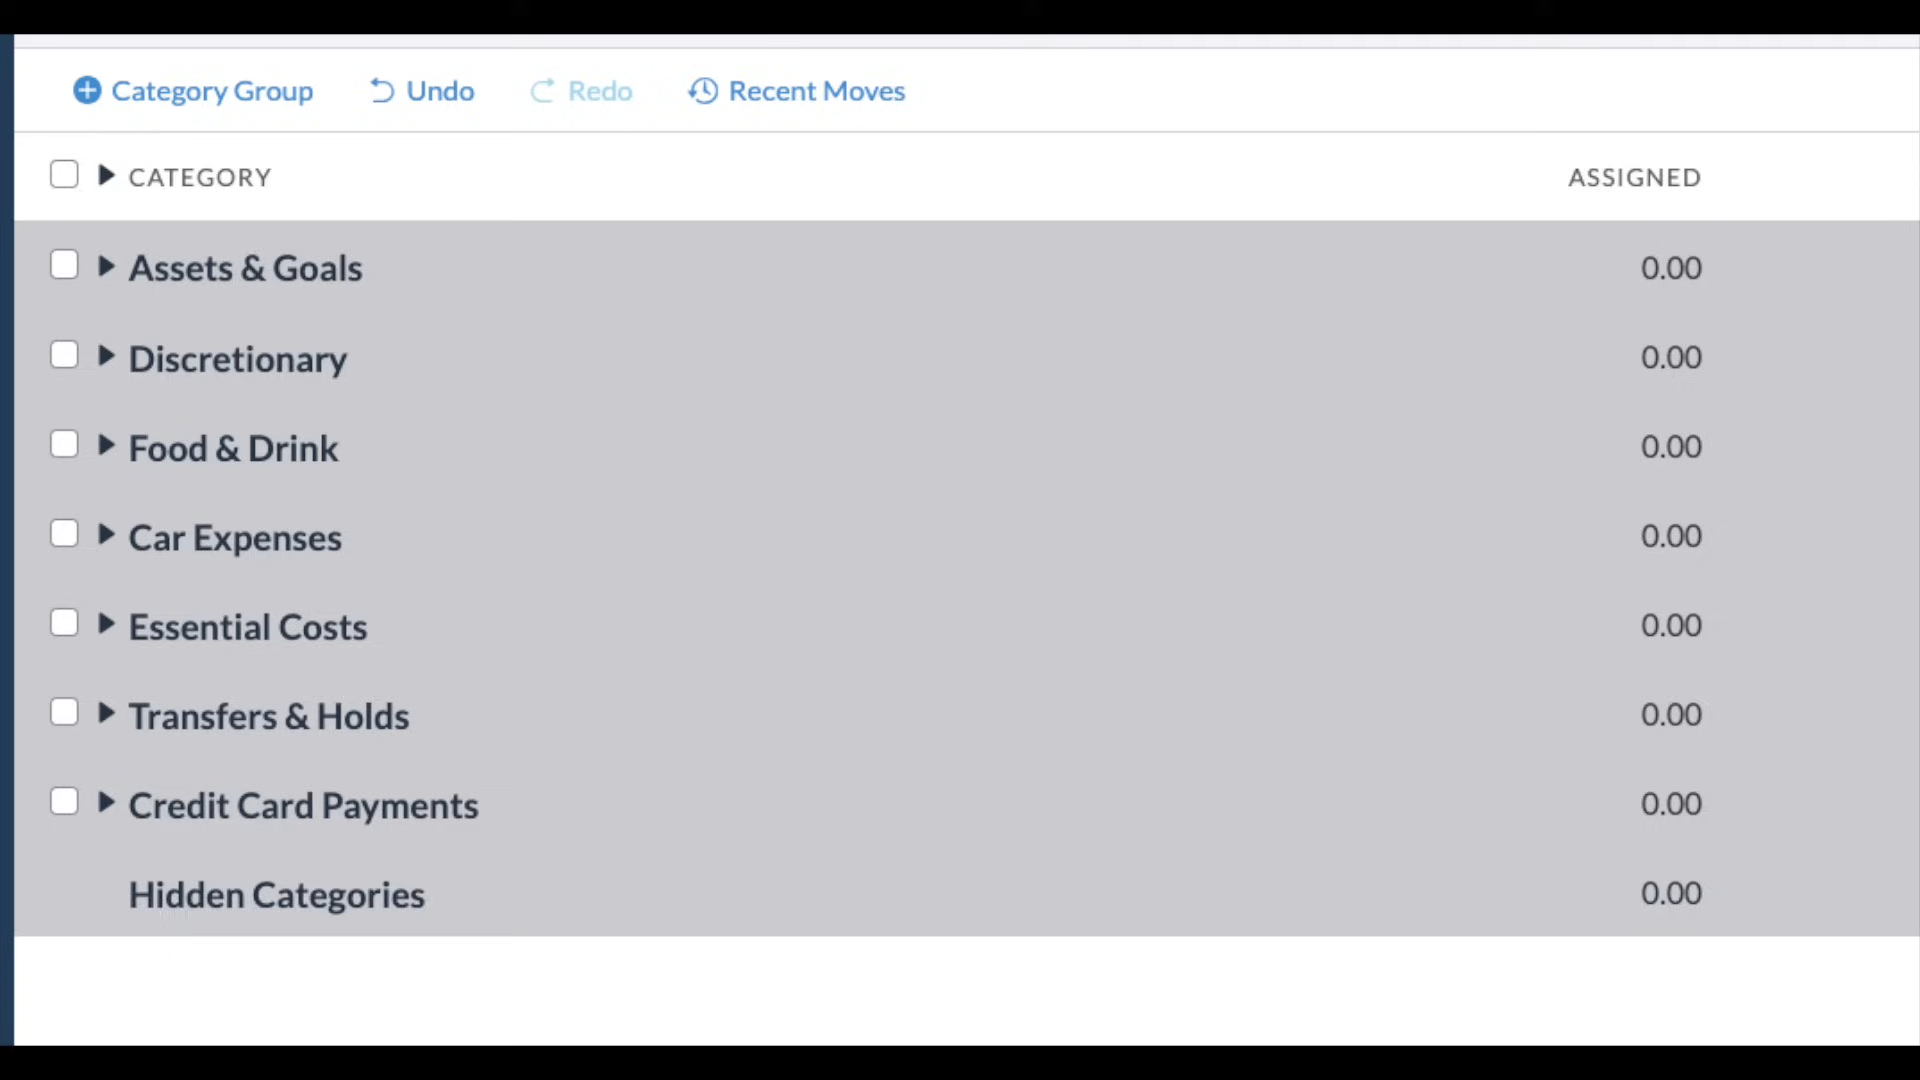 Category Group Undo Redo Recent Moves
CATEGORY ASSIGNED
Assets & Goals 0.00
Discretionary 0.00
Food & Drink 0.00
Car Expenses 0.00
Essential Costs 0.00
Transfers & Holds 0.00
Credit Card Payments 0.00
Hidden Categories 0.00